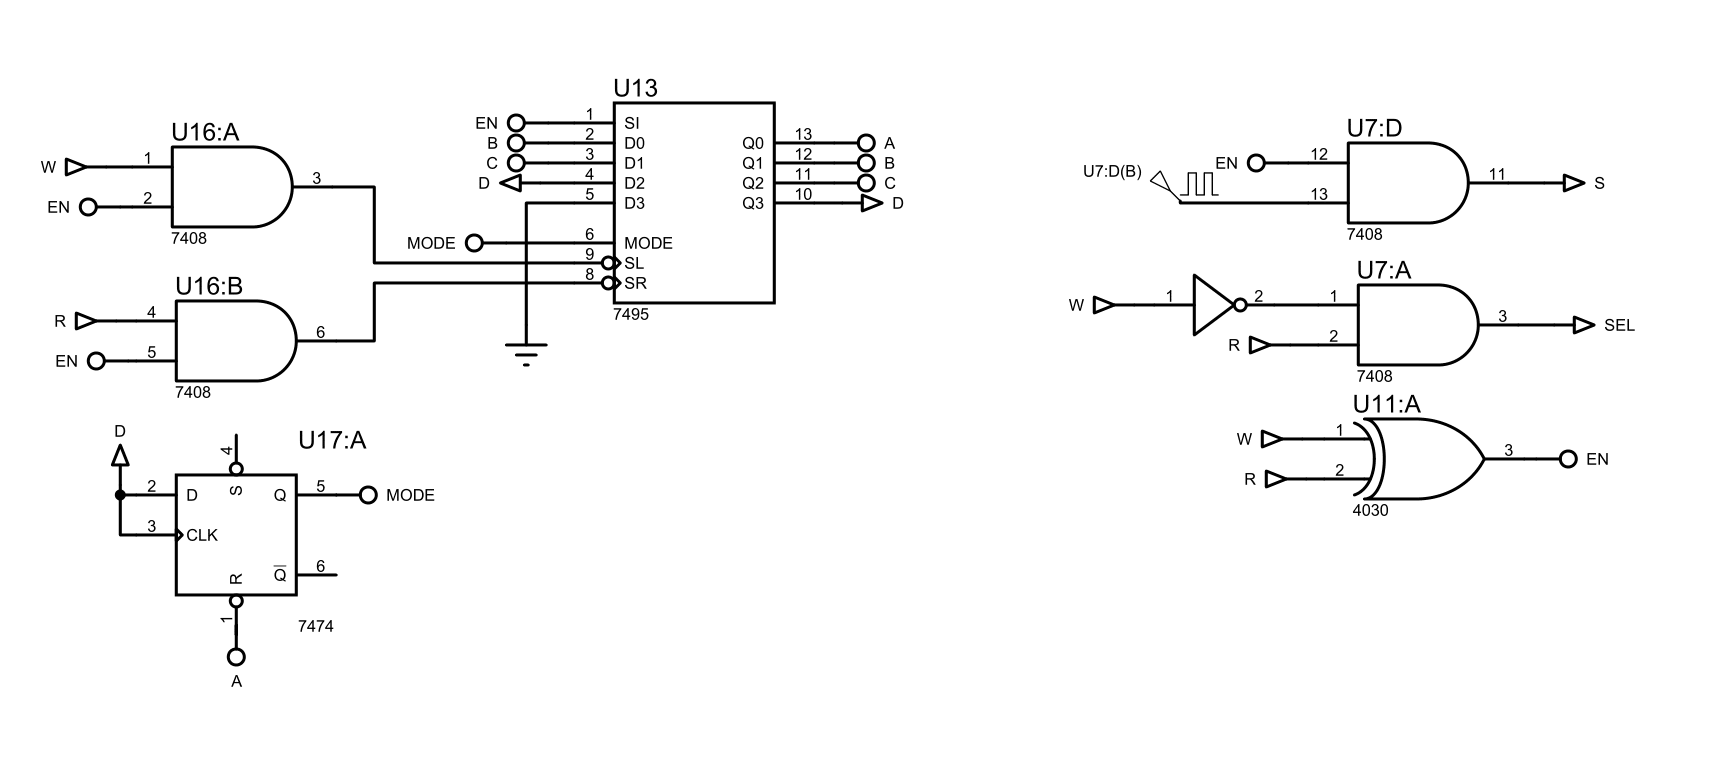 U16:A
W
1
EN
2
3
7408
U16:B
R
4
EN
5
6
7408
U13
EN 1 SI
B 2 D0
C 3 D1
D 4 D2
5 D3
MODE 6 MODE
9 SL
8 SR
Q0 13 A
Q1 12 B
Q2 11 C
Q3 10 D
7495
D
U17:A
4
S
2 D
Q 5 MODE
3 CLK
Q 6
R
1
7474
A
U7:D
EN 12
U7:D(B)
13
11 S
7408
U7:A
W 1 2 1
R 2
3 SEL
7408
U11:A
W 1
R 2
3 EN
4030